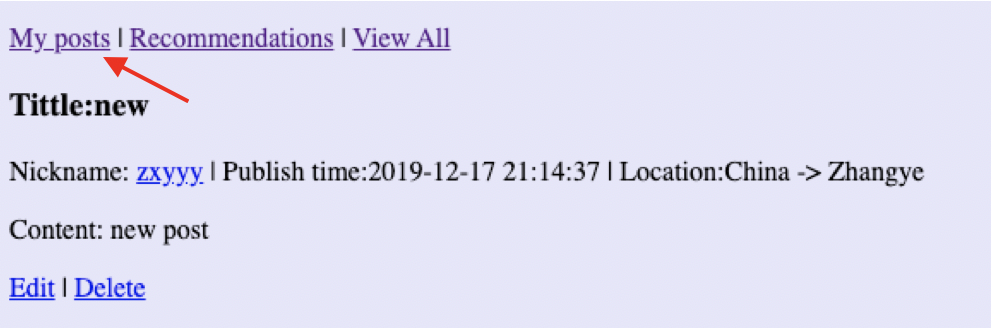 My posts | Recommendations | View All
Tittle:new
Nickname: zxyyy | Publish time:2019-12-17 21:14:37 | Location:China -> Zhangye
Content: new post
Edit | Delete